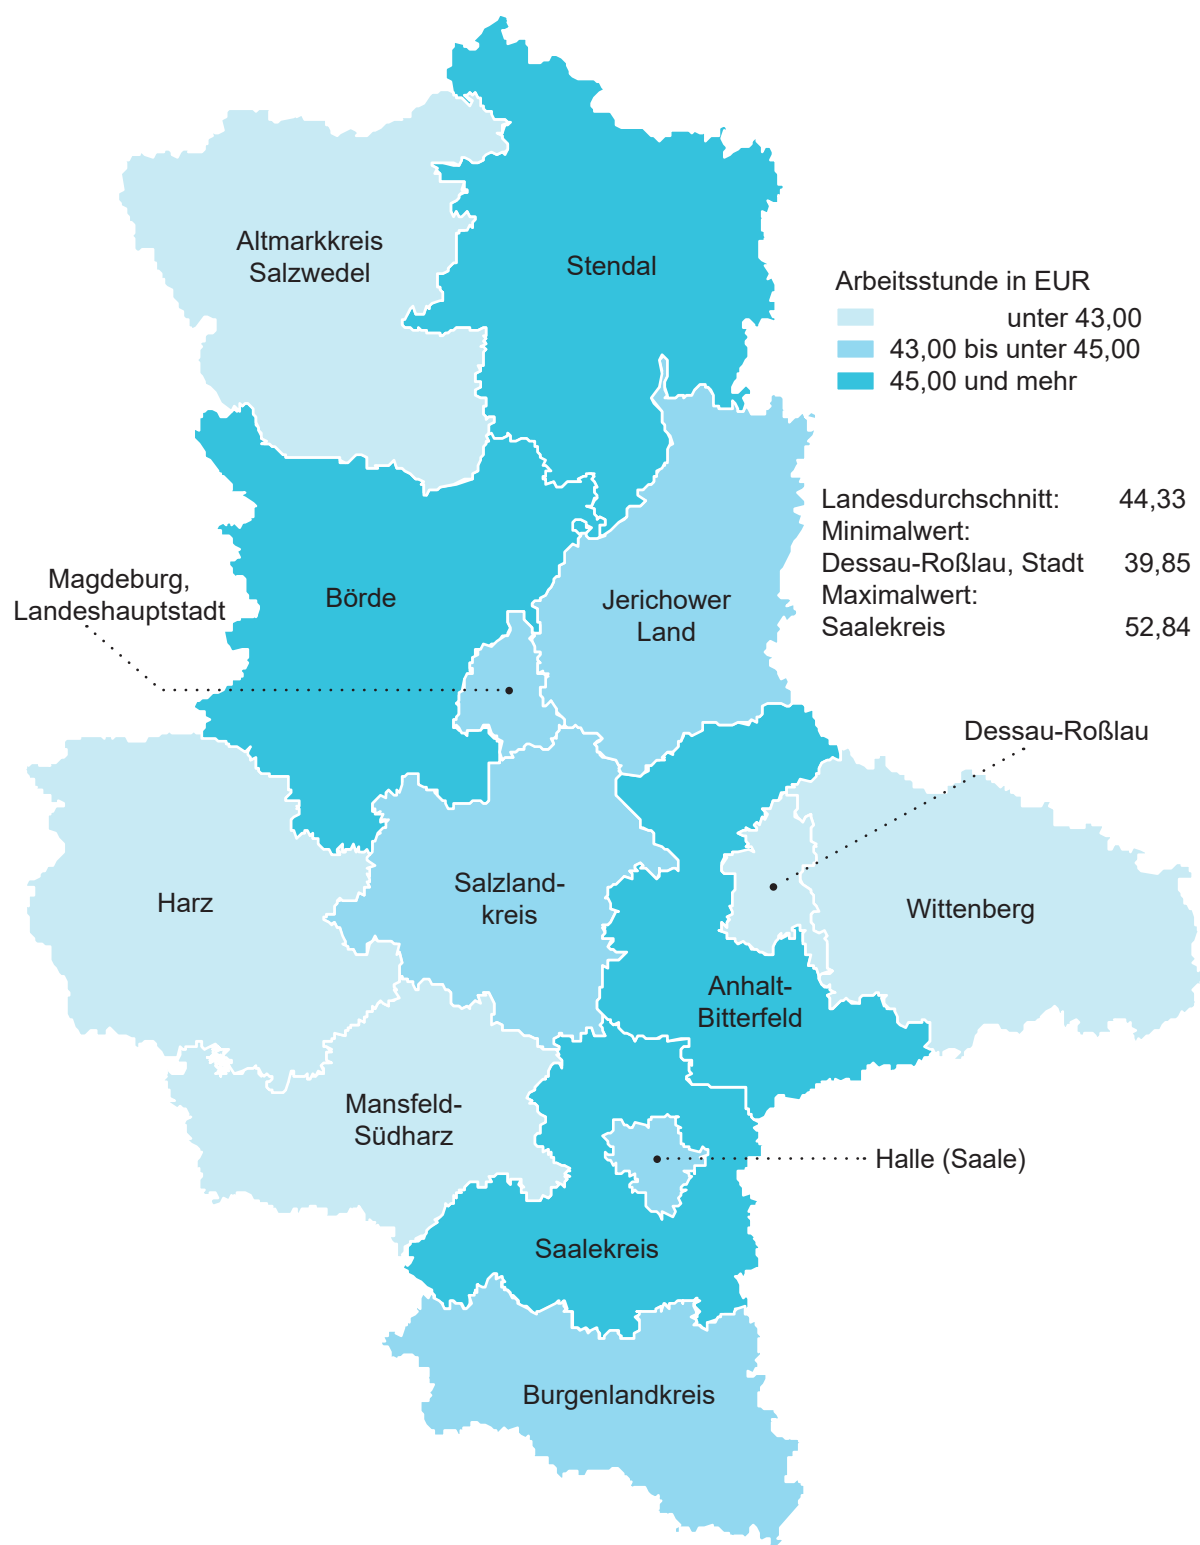 Altmarkkreis
Salzwedel
Stendal
Arbeitsstunde in EUR
unter 43,00
43,00 bis unter 45,00
45,00 und mehr
Landesdurchschnitt: 44,33
Minimalwert:
Dessau-Roßlau, Stadt 39,85
Maximalwert:
Saalekreis 52,84
Magdeburg,
Landeshauptstadt
Börde
Jerichower
Land
Dessau-Roßlau
Harz
Salzland-
kreis
Wittenberg
Anhalt-
Bitterfeld
Mansfeld-
Südharz
Halle (Saale)
Saalekreis
Burgenlandkreis